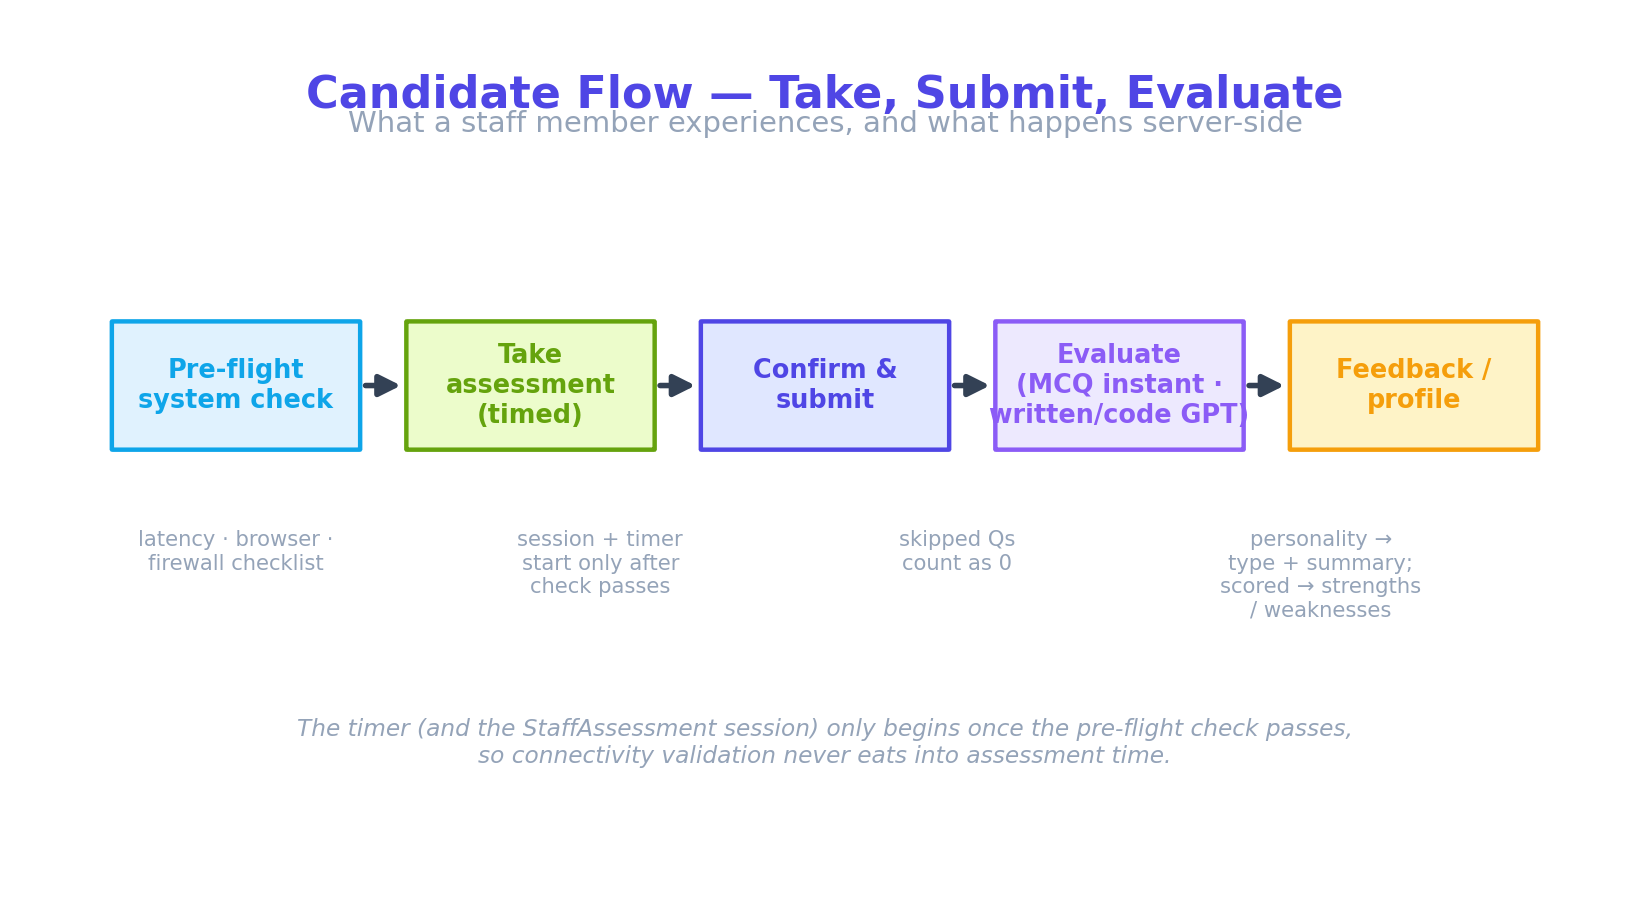 Candidate Flow — Take, Submit, Evaluate
What a staff member experiences, and what happens server-side
Pre-flight
system check
Take
assessment
(timed)
Confirm &
submit
Evaluate
(MCQ instant ·
written/code GPT)
Feedback /
profile
latency · browser ·
firewall checklist
session + timer
start only after
check passes
skipped Qs
count as 0
personality →
type + summary;
scored → strengths
/ weaknesses
The timer (and the StaffAssessment session) only begins once the pre-flight check passes,
so connectivity validation never eats into assessment time.